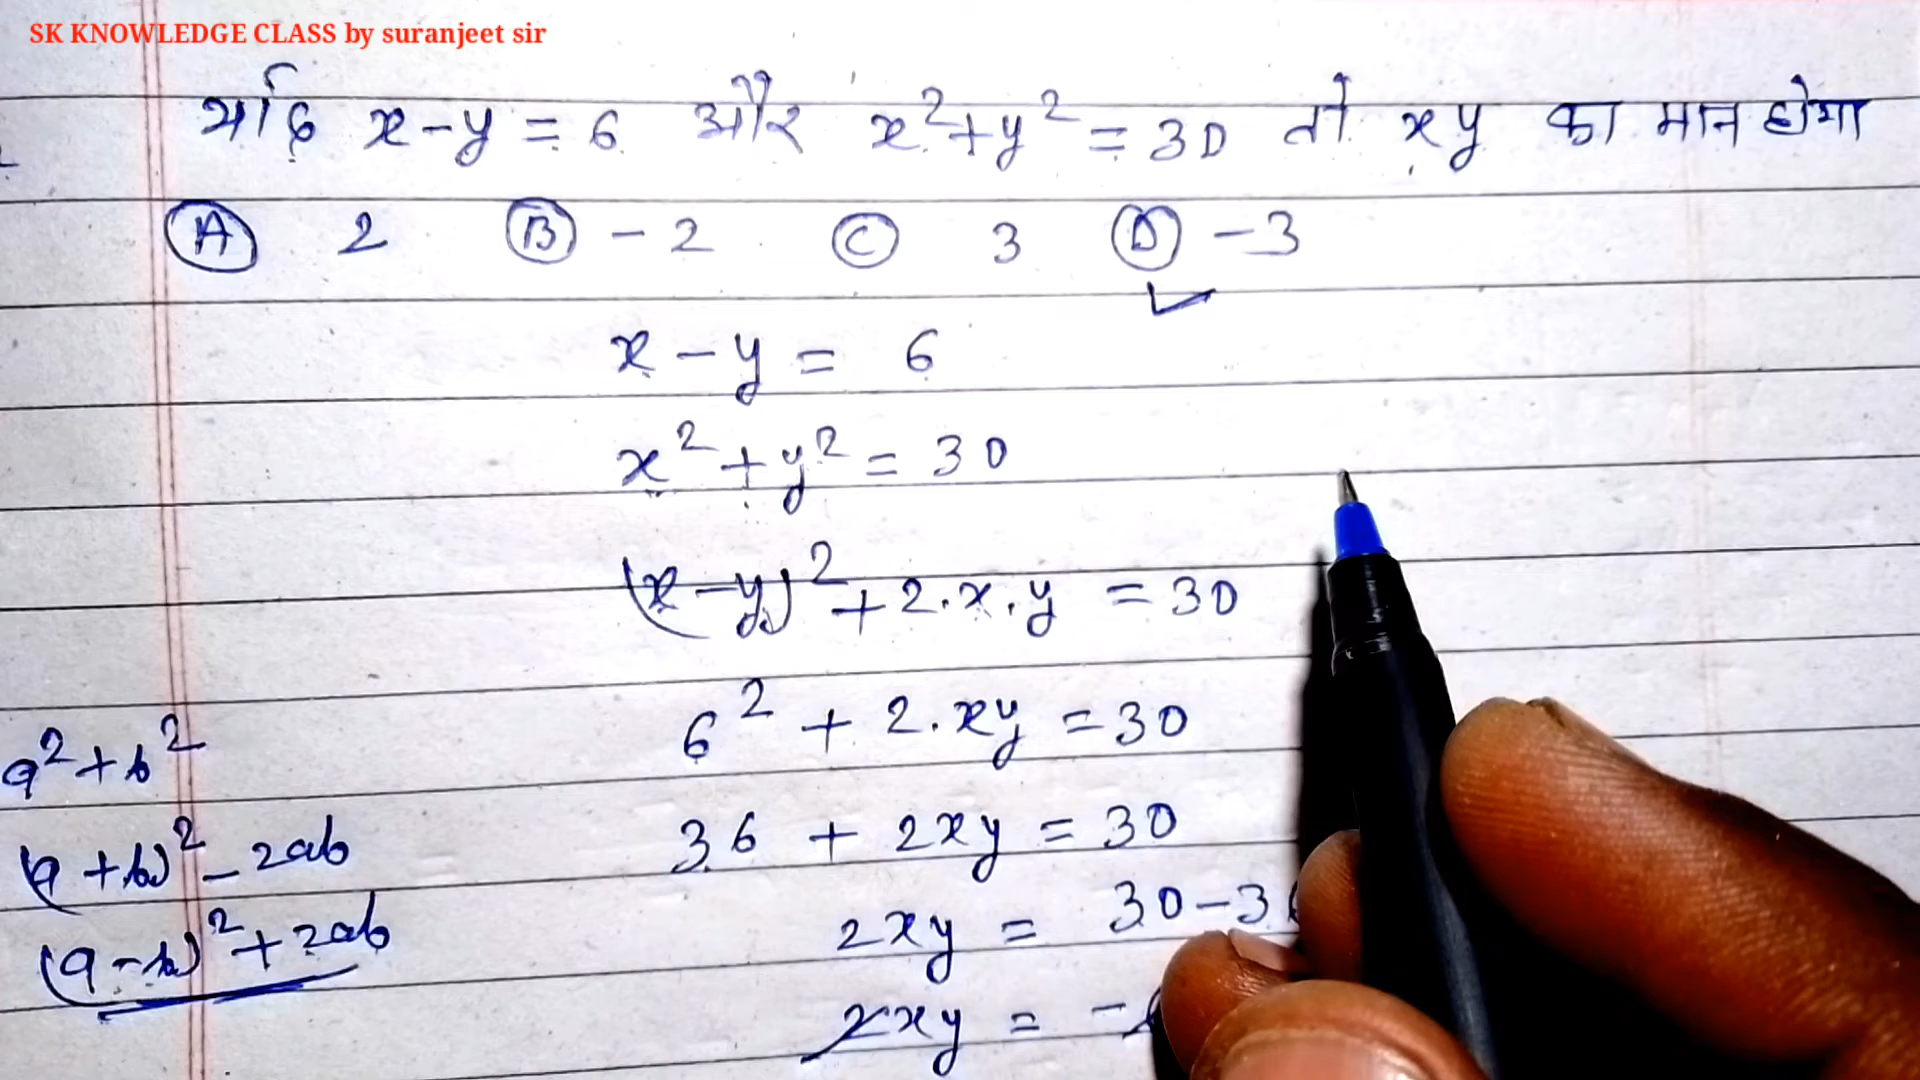 SK KNOWLEDGE CLASS by suranjeet sir
यदि x-y = 6 और x²+y² = 30 तो xy का मान होगा
(A) 2 (B) -2 (C) 3 (D) -3
x - y = 6
x² + y² = 30
(x-y)² + 2.x.y = 30
6² + 2.xy = 30
36 + 2xy = 30
2xy = 30-3
2xy = -
a²+b²
(a+b)² - 2ab
(a-b)² + 2ab